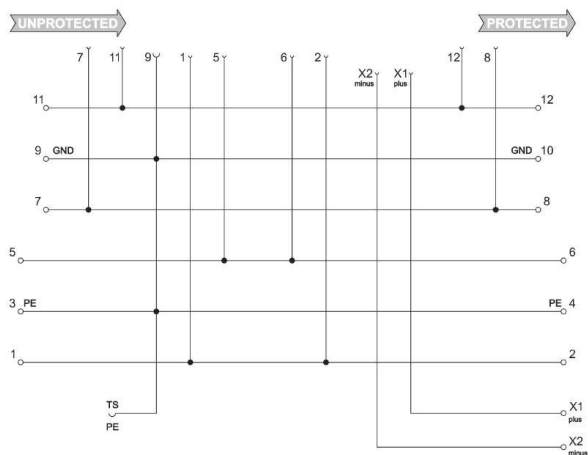 UNPROTECTED PROTECTED
7 11 9 1 5 6 2 12 8
X2 X1
minus plus
11 12
9 GND GND 10
7 8
5 6
3 PE PE 4
1 2
TS
PE
X1
plus
X2
minus